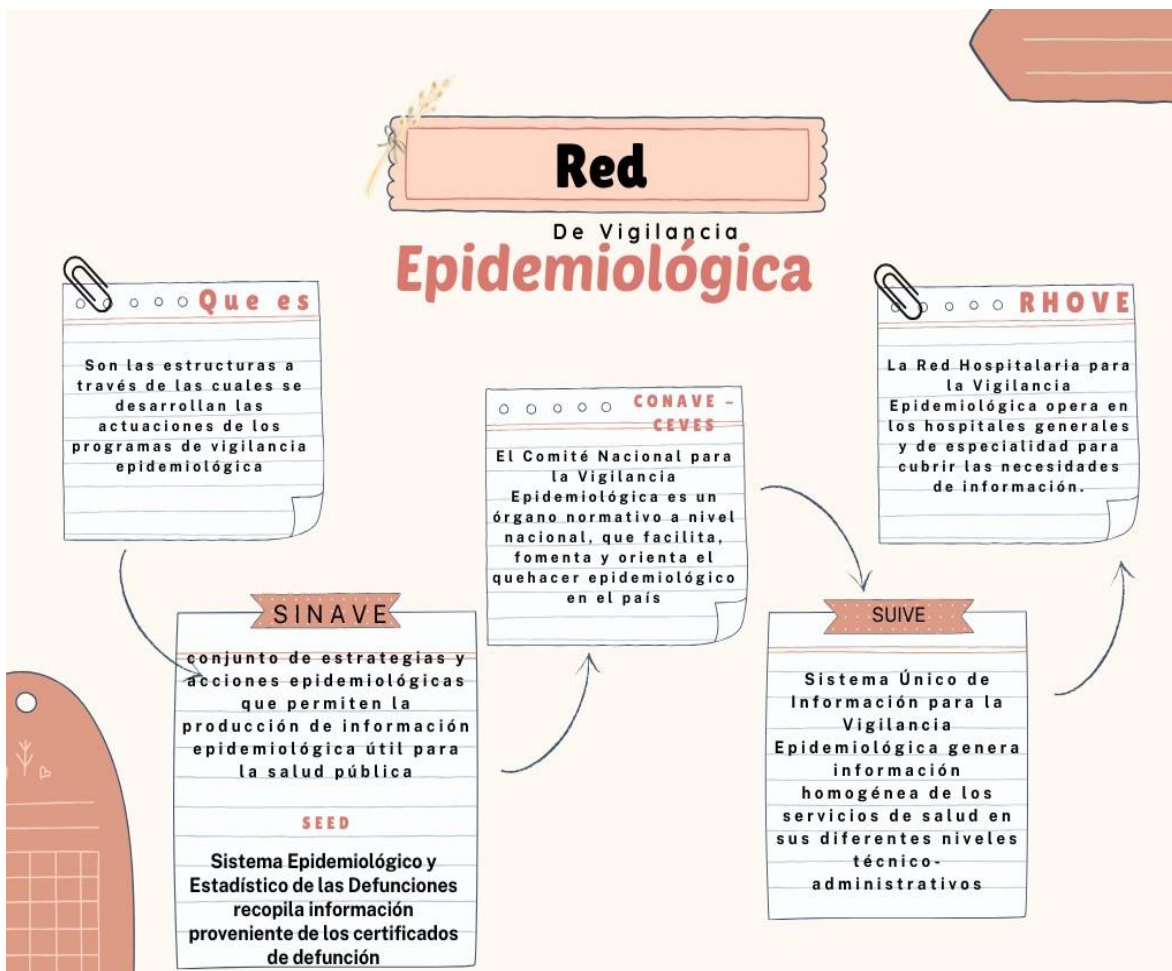 Red
De Vigilancia
Epidemiológica
Que es
Son las estructuras a
través de las cuales se
desarrollan las
actuaciones de los
programas de vigilancia
epidemiológica
SINAVE
conjunto de estrategias y
acciones epidemiológicas
que permiten la
producción de información
epidemiológica útil para
la salud pública
SEED
Sistema Epidemiológico y
Estadístico de las Defunciones
recopila información
proveniente de los certificados
de defunción
CONAVE –
CEVES
El Comité Nacional para
la Vigilancia
Epidemiológica es un
órgano normativo a nivel
nacional, que facilita,
fomenta y orienta el
quehacer epidemiológico
en el país
SUIVE
Sistema Único de
Información para la
Vigilancia
Epidemiológica genera
información
homogénea de los
servicios de salud en
sus diferentes niveles
técnico-
administrativos
RHOVE
La Red Hospitalaria para
la Vigilancia
Epidemiológica opera en
los hospitales generales
y de especialidad para
cubrir las necesidades
de información.